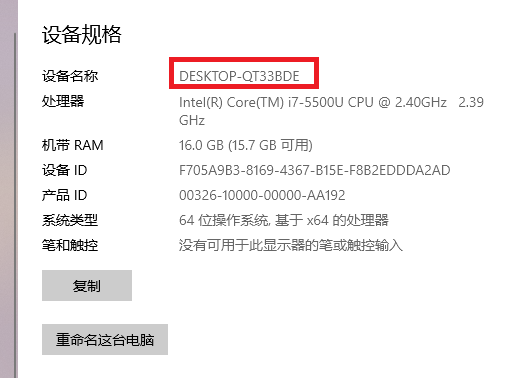 设备规格
设备名称 DESKTOP-QT33BDE
处理器 Intel(R) Core(TM) i7-5500U CPU @ 2.40GHz 2.39
GHz
机带 RAM 16.0 GB (15.7 GB 可用)
设备 ID F705A9B3-8169-4367-B15E-F8B2EDDDA2AD
产品 ID 00326-10000-00000-AA192
系统类型 64 位操作系统, 基于 x64 的处理器
笔和触控 没有可用于此显示器的笔或触控输入
复制
重命名这台电脑